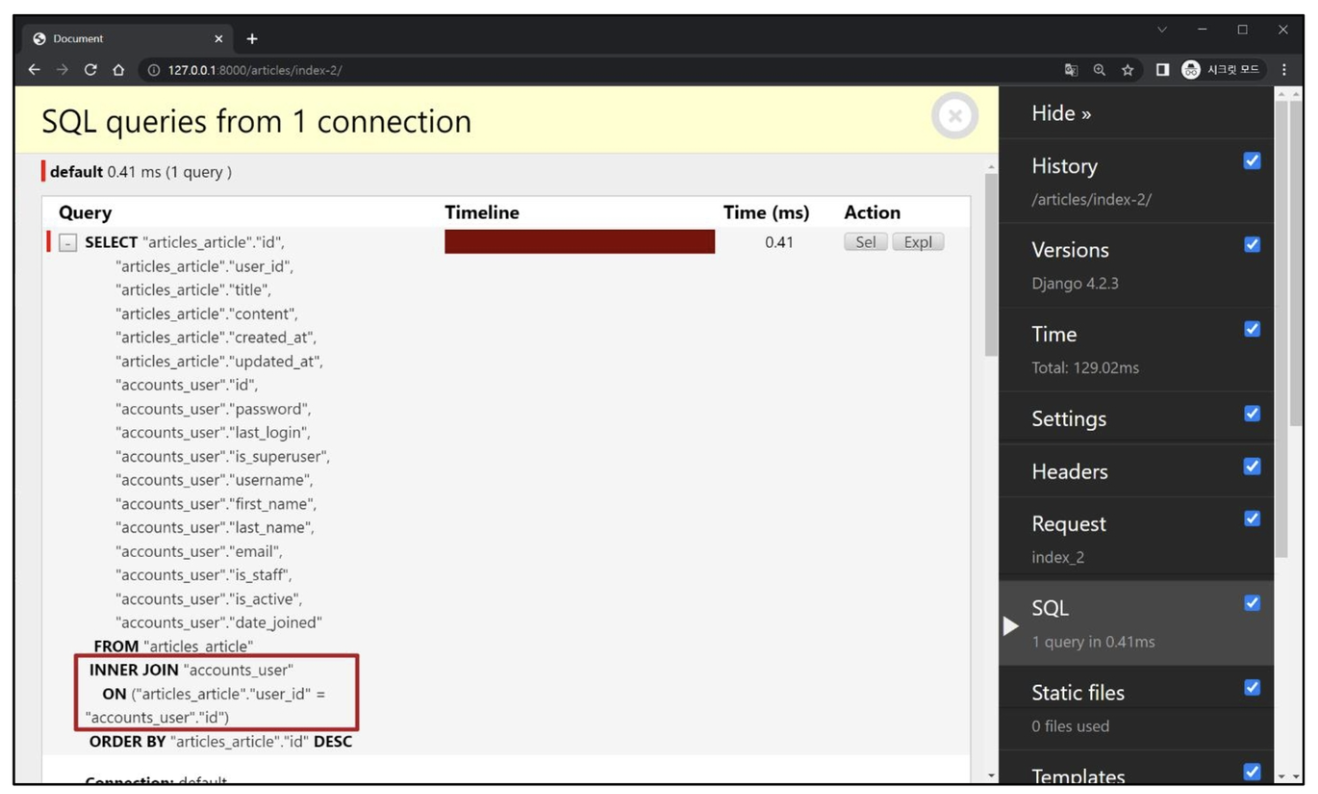 Document
127.0.0.1:8000/articles/index-2/
시크릿 모드
SQL queries from 1 connection
default 0.41 ms (1 query )
Query Timeline Time (ms) Action
SELECT "articles_article"."id", 0.41 Sel Expl
"articles_article"."user_id",
"articles_article"."title",
"articles_article"."content",
"articles_article"."created_at",
"articles_article"."updated_at",
"accounts_user"."id",
"accounts_user"."password",
"accounts_user"."last_login",
"accounts_user"."is_superuser",
"accounts_user"."username",
"accounts_user"."first_name",
"accounts_user"."last_name",
"accounts_user"."email",
"accounts_user"."is_staff",
"accounts_user"."is_active",
"accounts_user"."date_joined"
FROM "articles_article"
INNER JOIN "accounts_user"
ON ("articles_article"."user_id" =
"accounts_user"."id")
ORDER BY "articles_article"."id" DESC
Connection: default
Hide »
History
/articles/index-2/
Versions
Django 4.2.3
Time
Total: 129.02ms
Settings
Headers
Request
index_2
SQL
1 query in 0.41ms
Static files
0 files used
Templates